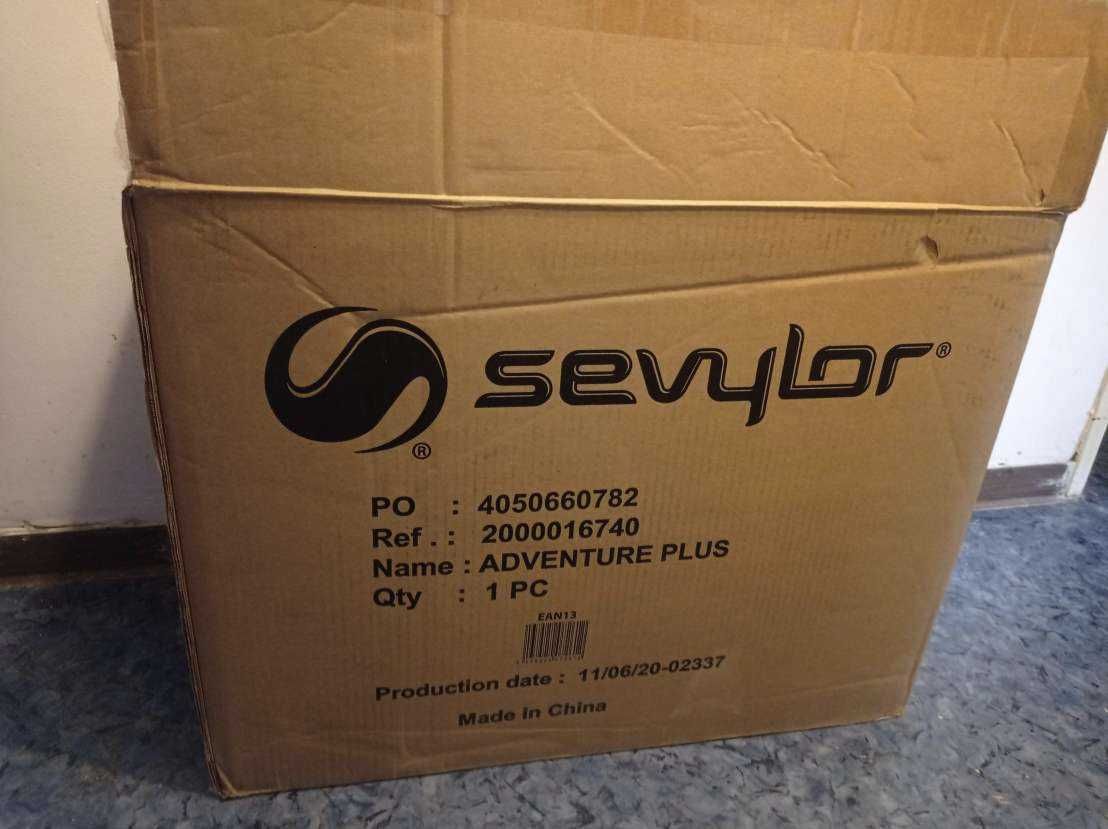 sevylor®
®
PO : 4050660782
Ref . : 2000016740
Name : ADVENTURE PLUS
Qty : 1 PC
EAN13
Production date : 11/06/20-02337
Made in China